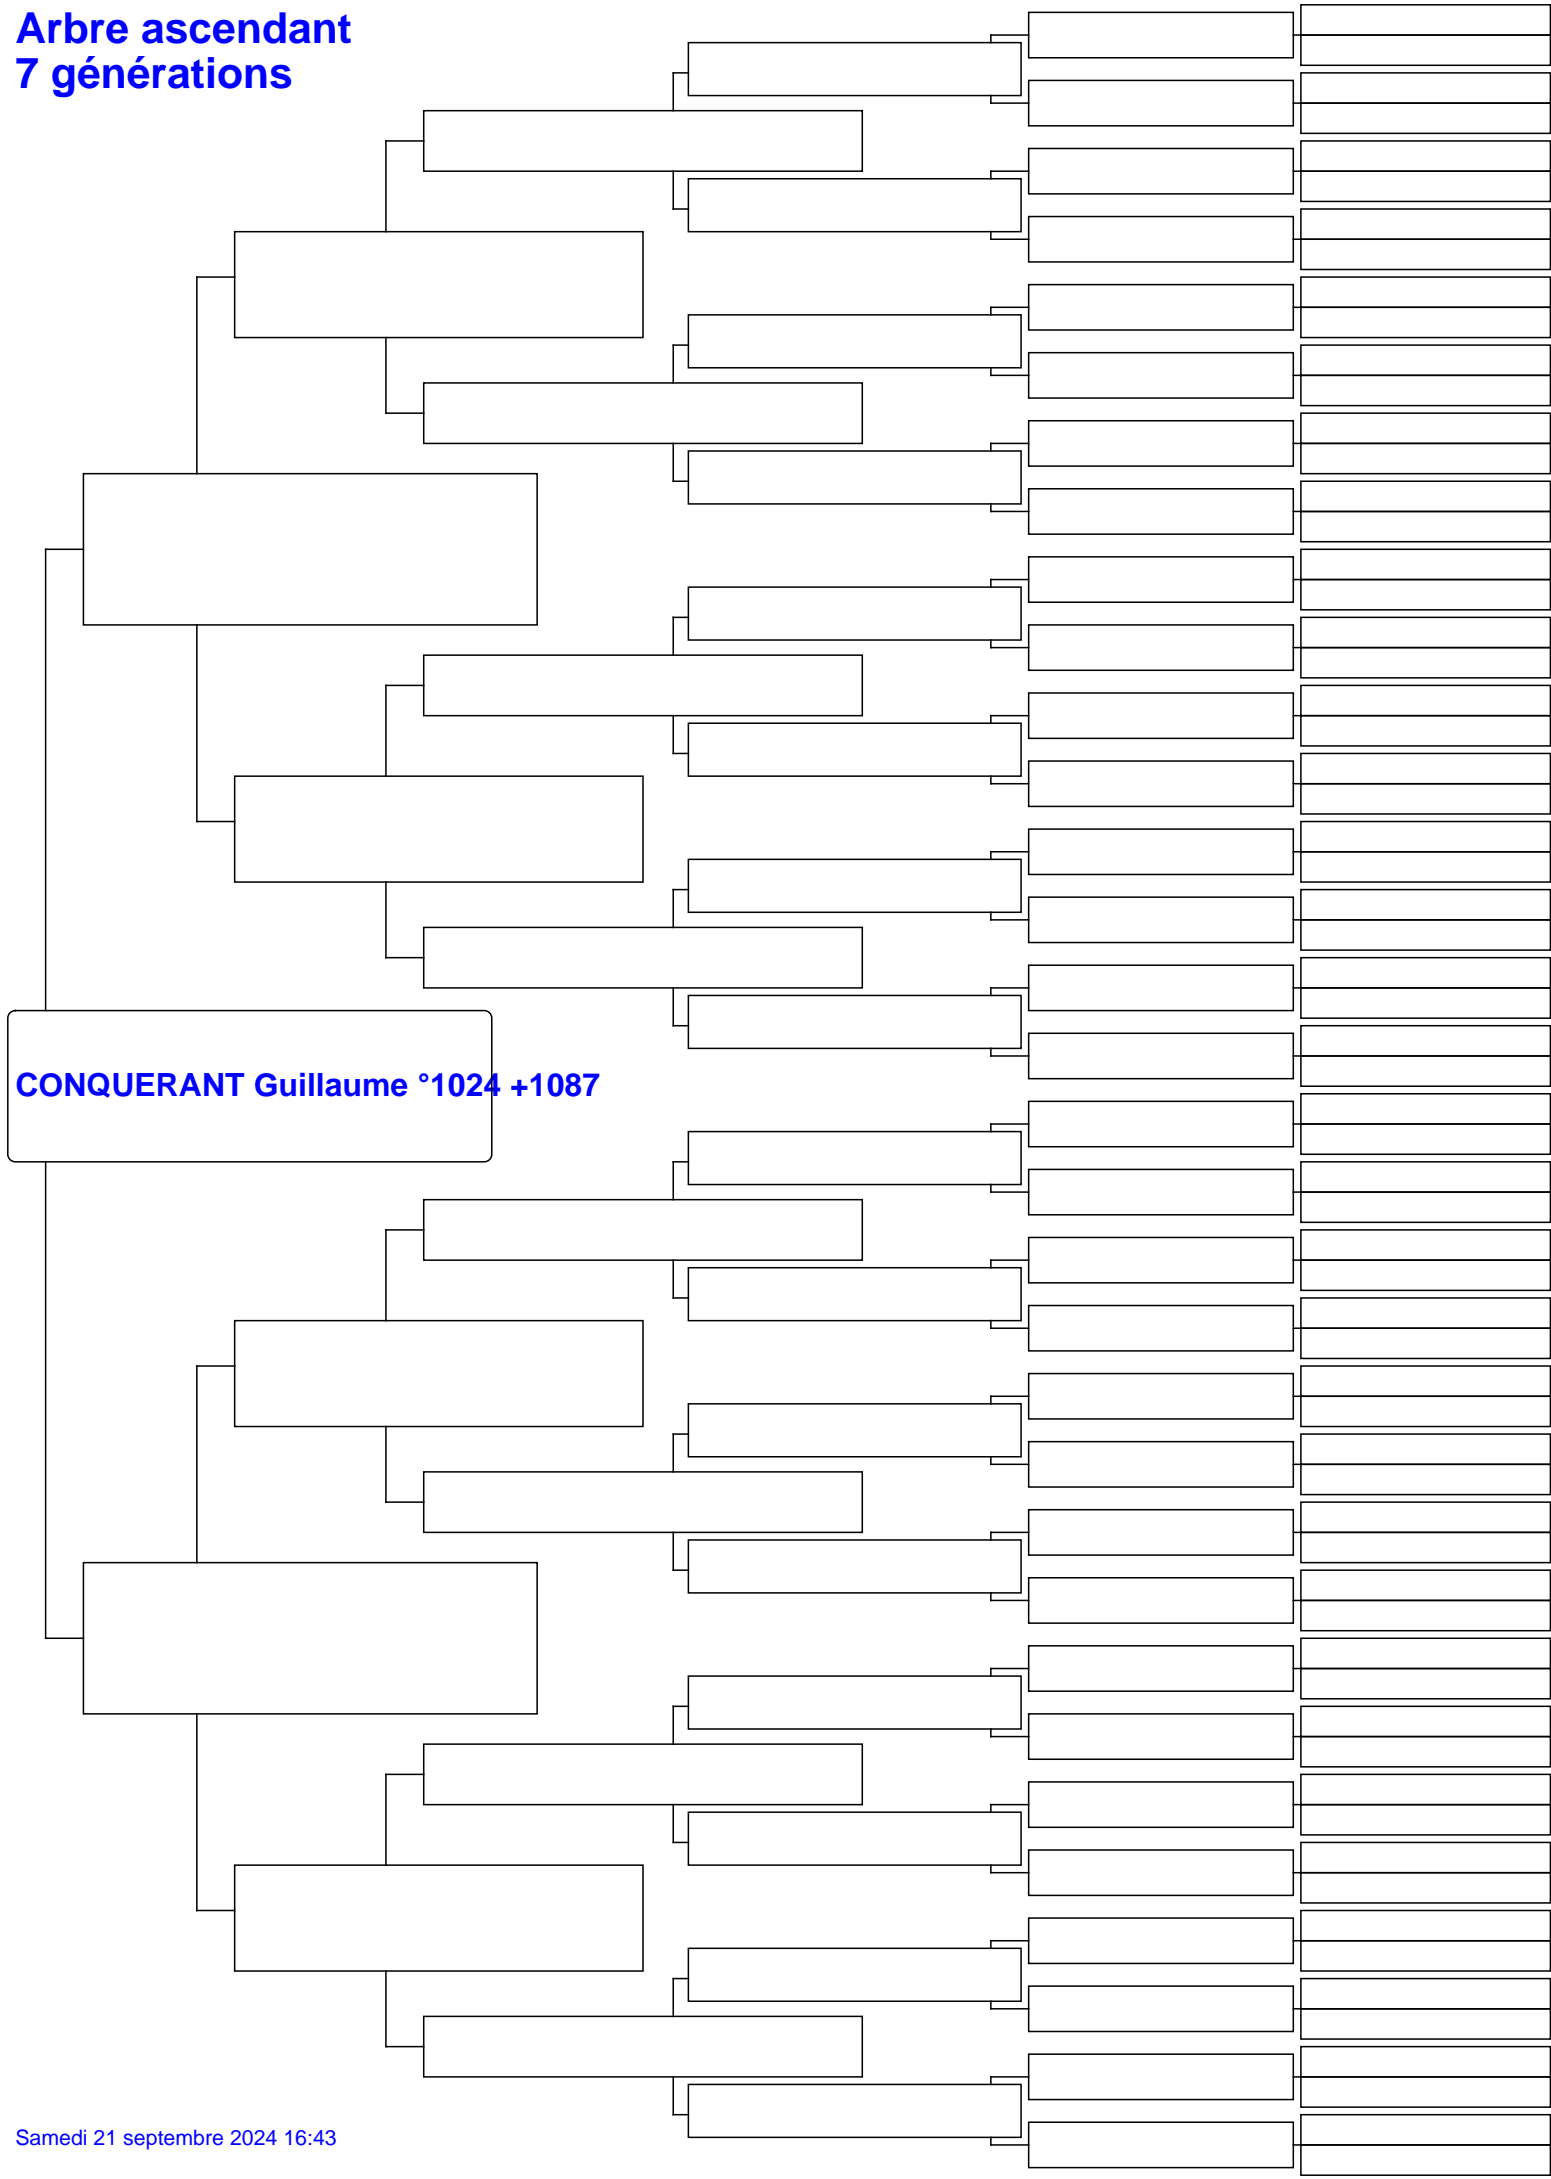 Arbre ascendant
7 générations
CONQUERANT Guillaume °1024 +1087
Samedi 21 septembre 2024 16:43